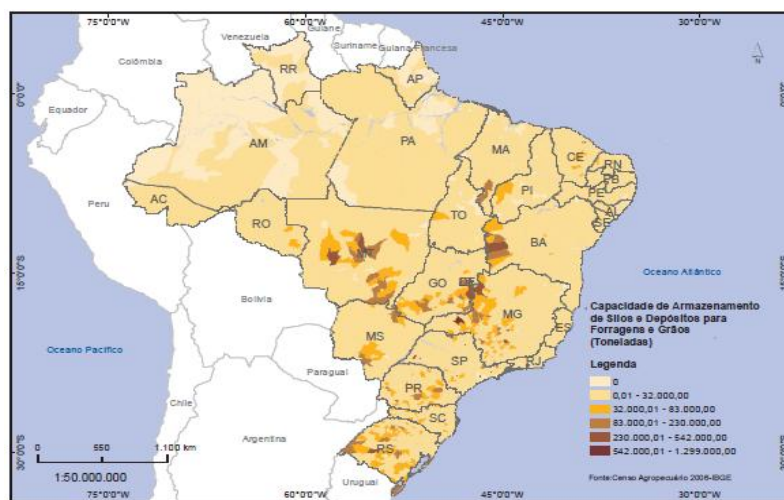 75°0'0"W
60°0'0"W
45°0'0"W
30°0'0"W
Venezuela
Guiane
Suriname
Guiana Francesa
Colômbia
N
RR
AP
0°0'0"
Equador
AM
PA
MA
CE
RN
PB
PI
PE
AL
SE
AC
Peru
RO
TO
BA
MT
15°0'0"S
GO
DF
Bolívia
MG
Oceano Atlântico
ES
MS
SP
RJ
Oceano Pacífico
Paraguai
PR
SC
Chile
Argentina
RS
Uruguai
30°0'0"S
Capacidade de Armazenamento
de Silos e Depósitos para
Forragens e Grãos
(Toneladas)
Legenda
0
0,01 - 32.000,00
32.000,01 - 83.000,00
83.000,01 - 230.000,00
230.000,01 - 542.000,00
542.000,01 - 1.299.000,00
Fonte:Censo Agropecuário 2006-IBGE
0 550 1.100 km
1:50.000.000
75°0'0"W
60°0'0"W
45°0'0"W
30°0'0"W